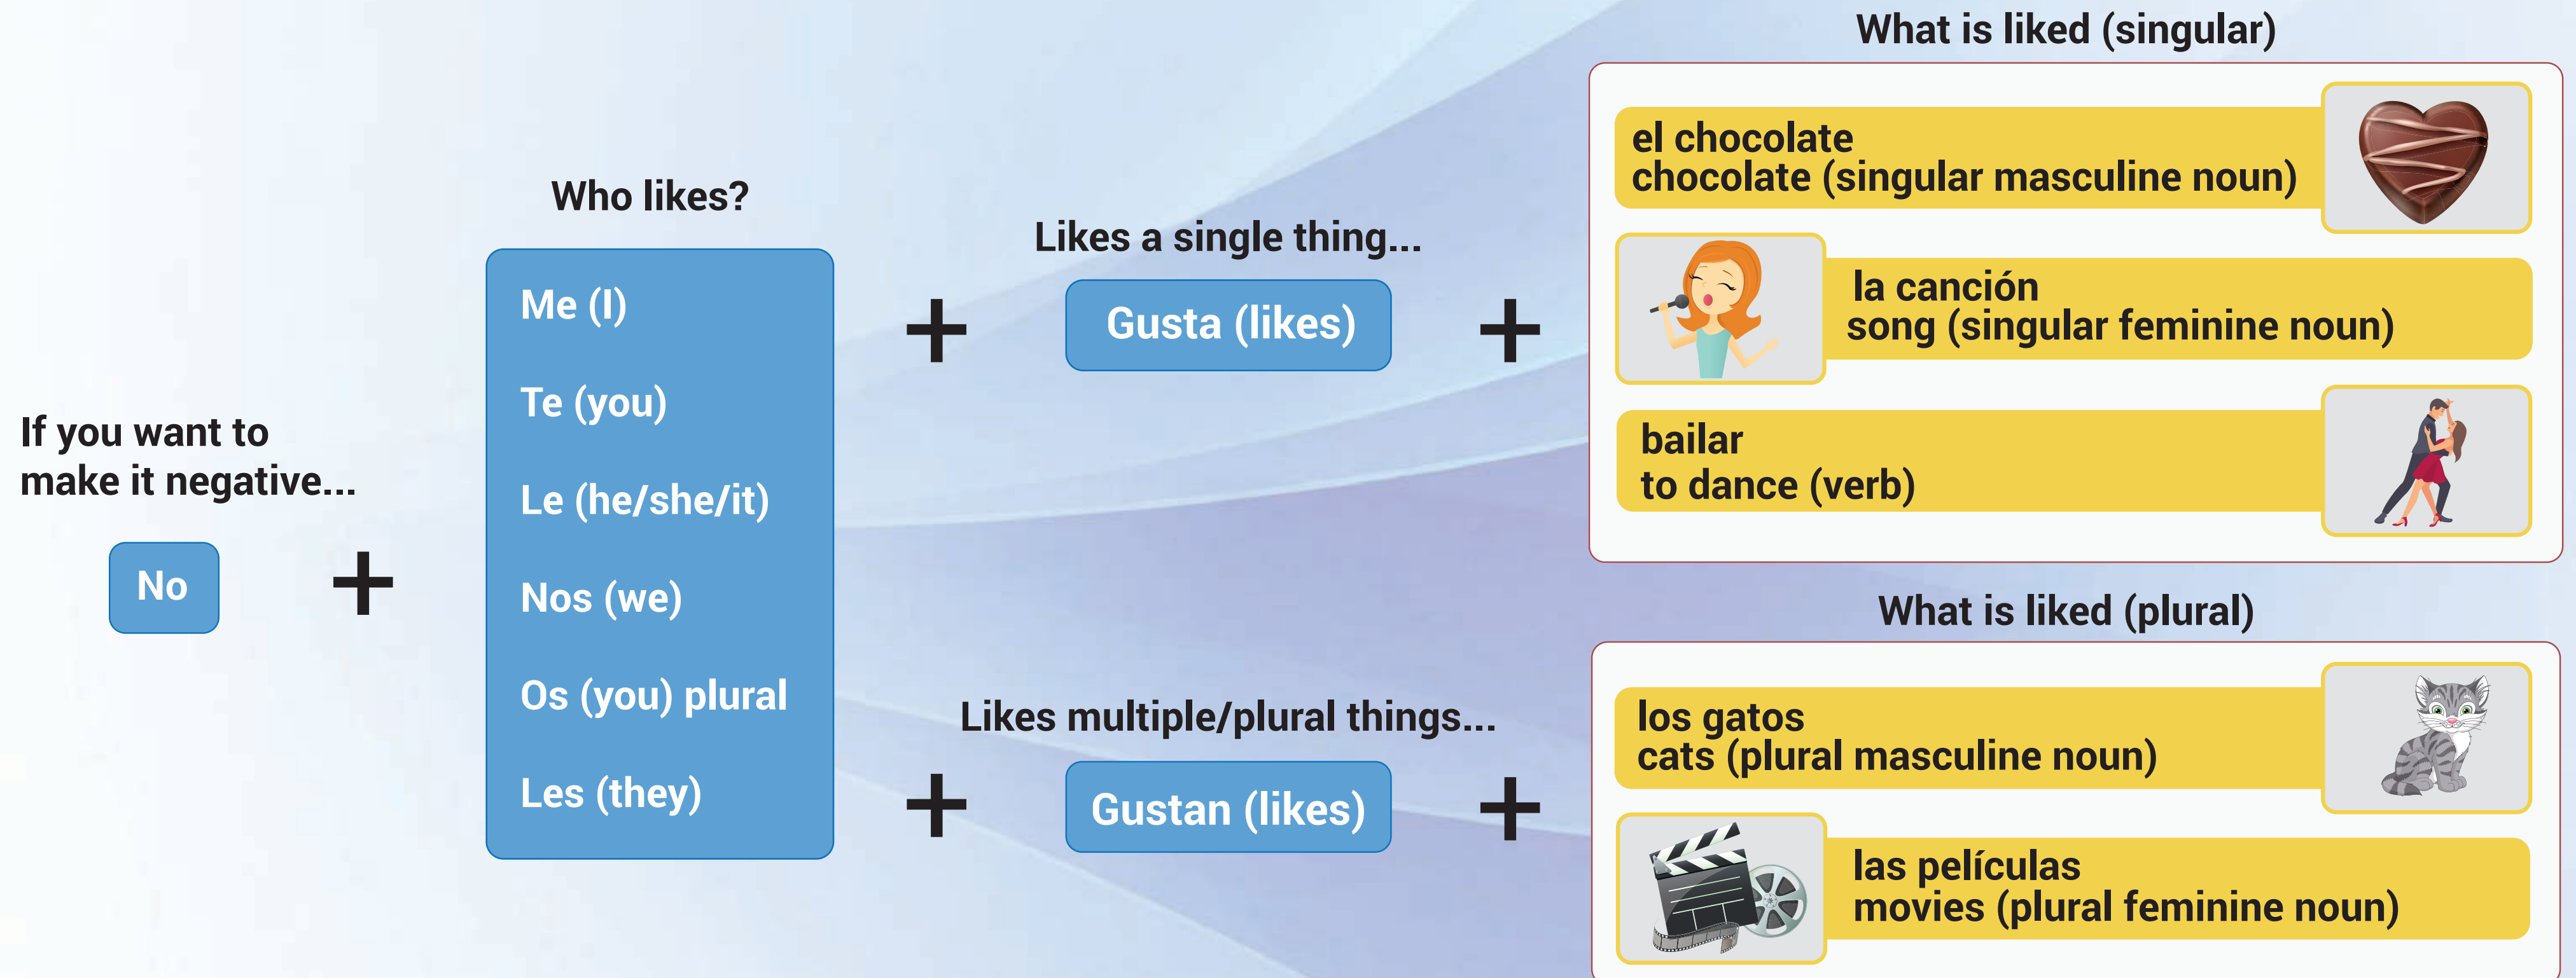 If you want to
make it negative...
No
+
Who likes?
Me (I)
Te (you)
Le (he/she/it)
Nos (we)
Os (you) plural
Les (they)
+
Likes a single thing...
Gusta (likes)
+
What is liked (singular)
el chocolate
chocolate (singular masculine noun)
la canción
song (singular feminine noun)
bailar
to dance (verb)
+
Likes multiple/plural things...
Gustan (likes)
+
What is liked (plural)
los gatos
cats (plural masculine noun)
las películas
movies (plural feminine noun)